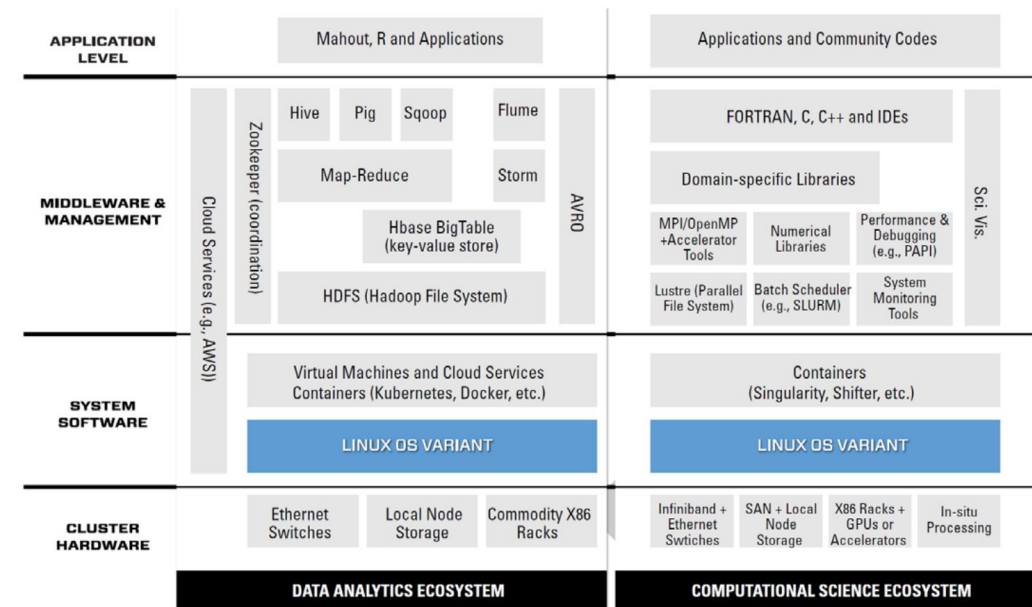 APPLICATION
LEVEL
Mahout, R and Applications
Applications and Community Codes
MIDDLEWARE &
MANAGEMENT
Cloud Services (e.g., AWS))
Zookeeper (coordination)
Hive
Pig
Sqoop
Flume
Map-Reduce
Storm
Hbase BigTable
(key-value store)
HDFS (Hadoop File System)
AVRO
FORTRAN, C, C++ and IDEs
Domain-specific Libraries
MPI/OpenMP
+Accelerator
Tools
Numerical
Libraries
Performance &
Debugging
(e.g., PAPI)
Lustre (Parallel
File System)
Batch Scheduler
(e.g., SLURM)
System
Monitoring
Tools
Sci. Vis.
SYSTEM
SOFTWARE
Virtual Machines and Cloud Services
Containers (Kubernetes, Docker, etc.)
LINUX OS VARIANT
Containers
(Singularity, Shifter, etc.)
LINUX OS VARIANT
CLUSTER
HARDWARE
Ethernet
Switches
Local Node
Storage
Commodity X86
Racks
Infiniband +
Ethernet
Swtiches
SAN + Local
Node
Storage
X86 Racks +
GPUs or
Accelerators
In-situ
Processing
DATA ANALYTICS ECOSYSTEM
COMPUTATIONAL SCIENCE ECOSYSTEM